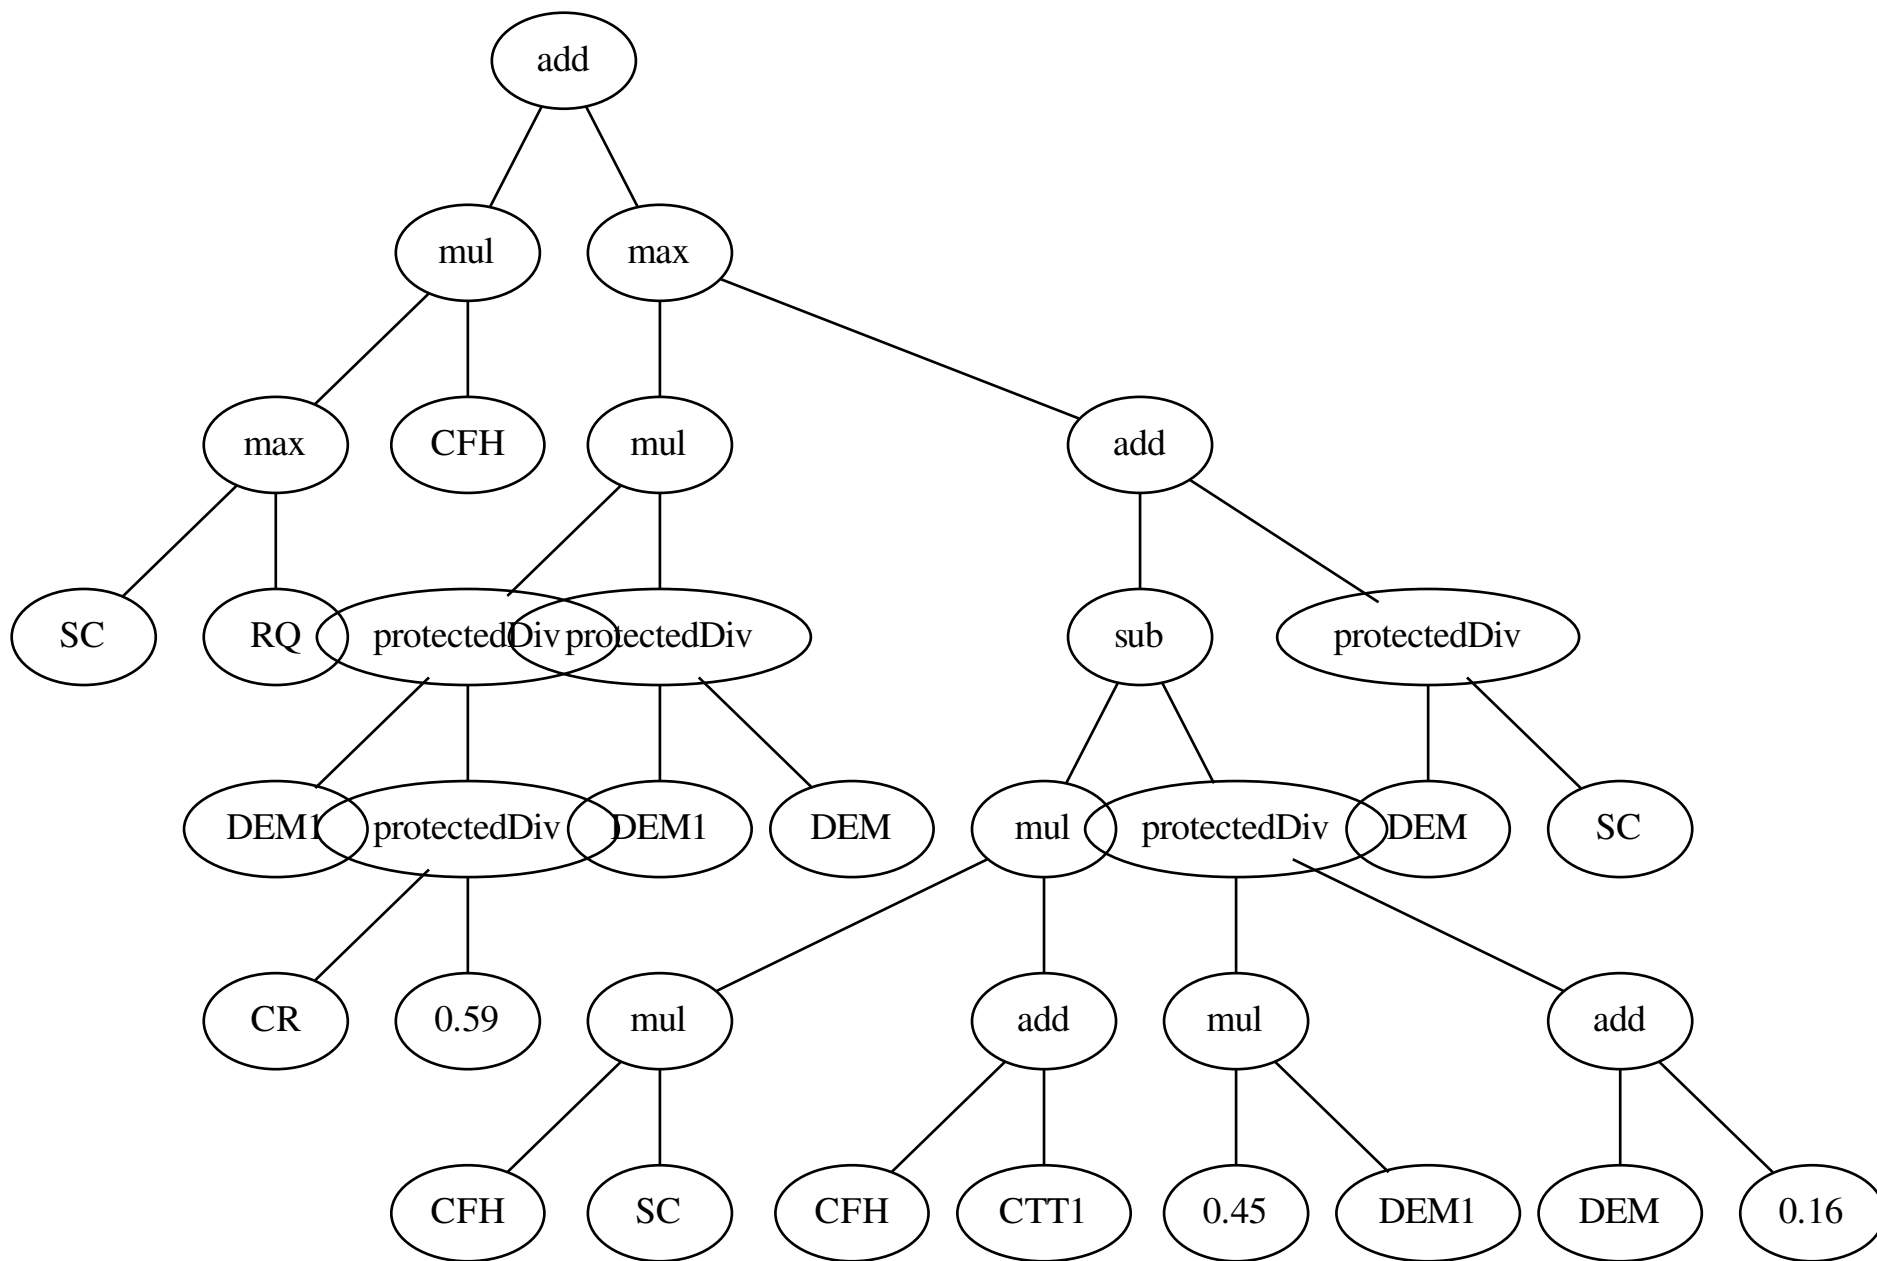 add
mul max
max CFH mul add
SC RQ protectedDiv protectedDiv sub protectedDiv
DEM1 protectedDiv DEM1 DEM mul protectedDiv DEM SC
CR 0.59 mul add mul add
CFH SC CFH CTT1 0.45 DEM1 DEM 0.16